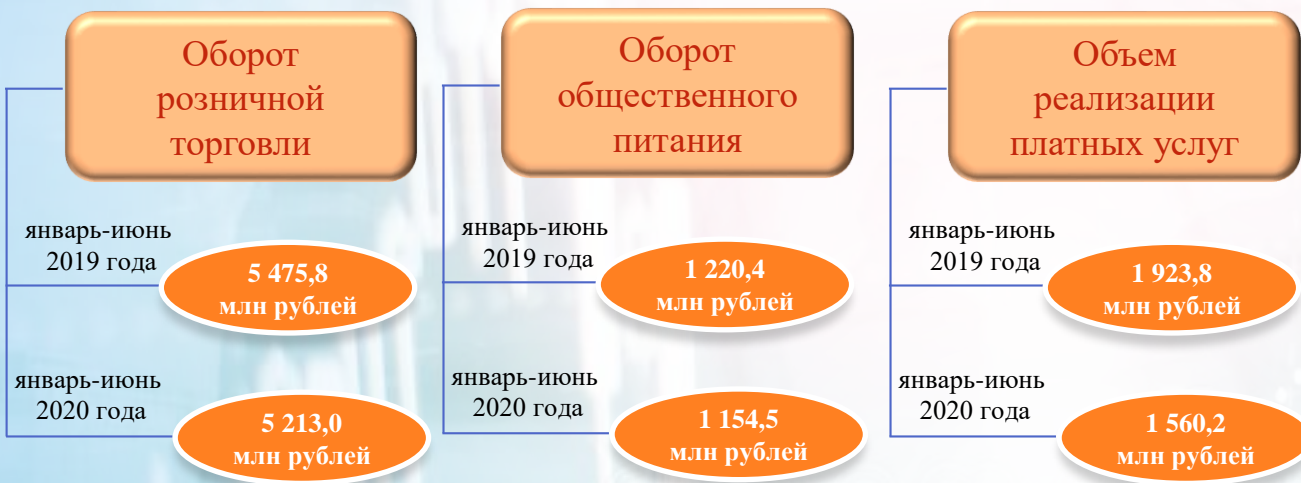 Оборот
розничной
торговли
январь-июнь
2019 года
5 475,8
млн рублей
январь-июнь
2020 года
5 213,0
млн рублей
Оборот
общественного
питания
январь-июнь
2019 года
1 220,4
млн рублей
январь-июнь
2020 года
1 154,5
млн рублей
Объем
реализации
платных услуг
январь-июнь
2019 года
1 923,8
млн рублей
январь-июнь
2020 года
1 560,2
млн рублей